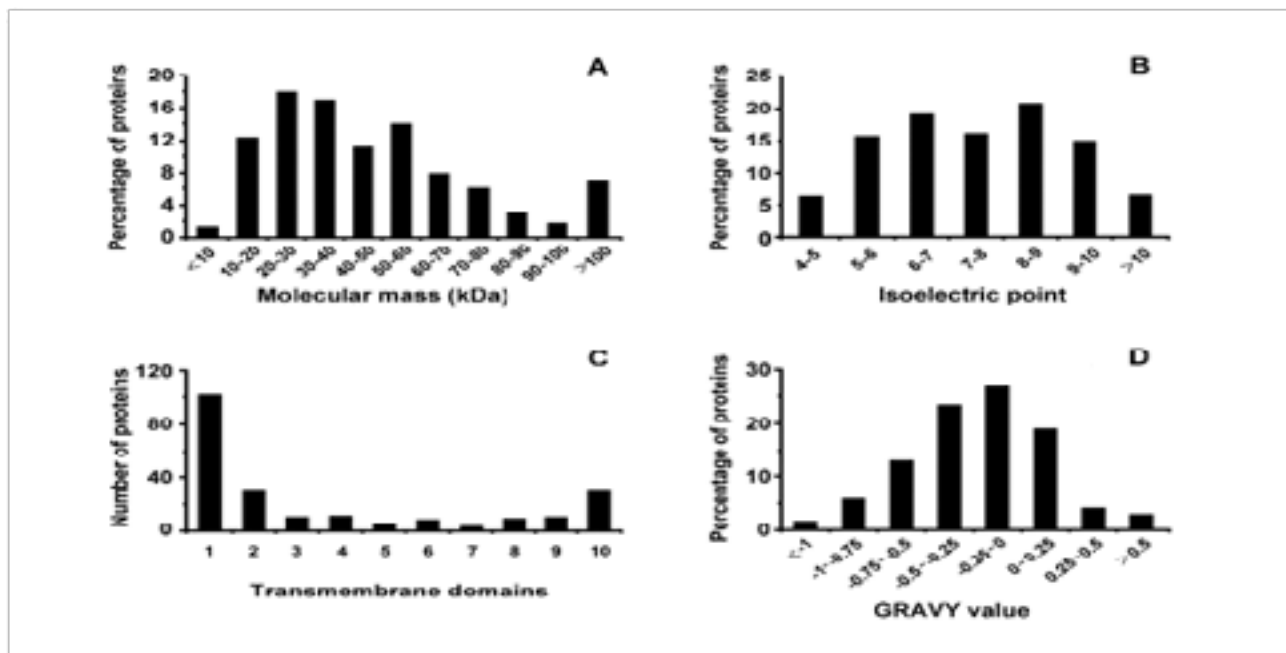 A
Percantage of proteins
20
16
12
8
4
0
<10 10-20 20-30 30-40 40-50 50-60 60-70 70-80 80-90 90-100 >100
Molecular mass (kDa)
B
Percentage of proteins
25
20
15
10
5
0
4-5 5-6 6-7 7-8 8-9 9-10 >10
Isoelectric point
C
Number of proteins
120
80
40
0
1 2 3 4 5 6 7 8 9 10
Transmembrane domains
D
Percentage of proteins
30
20
10
0
<-1 -1~-0.75 -0.75~-0.5 -0.5~-0.25 -0.25~0 0~0.25 0.25~0.5 >0.5
GRAVY value